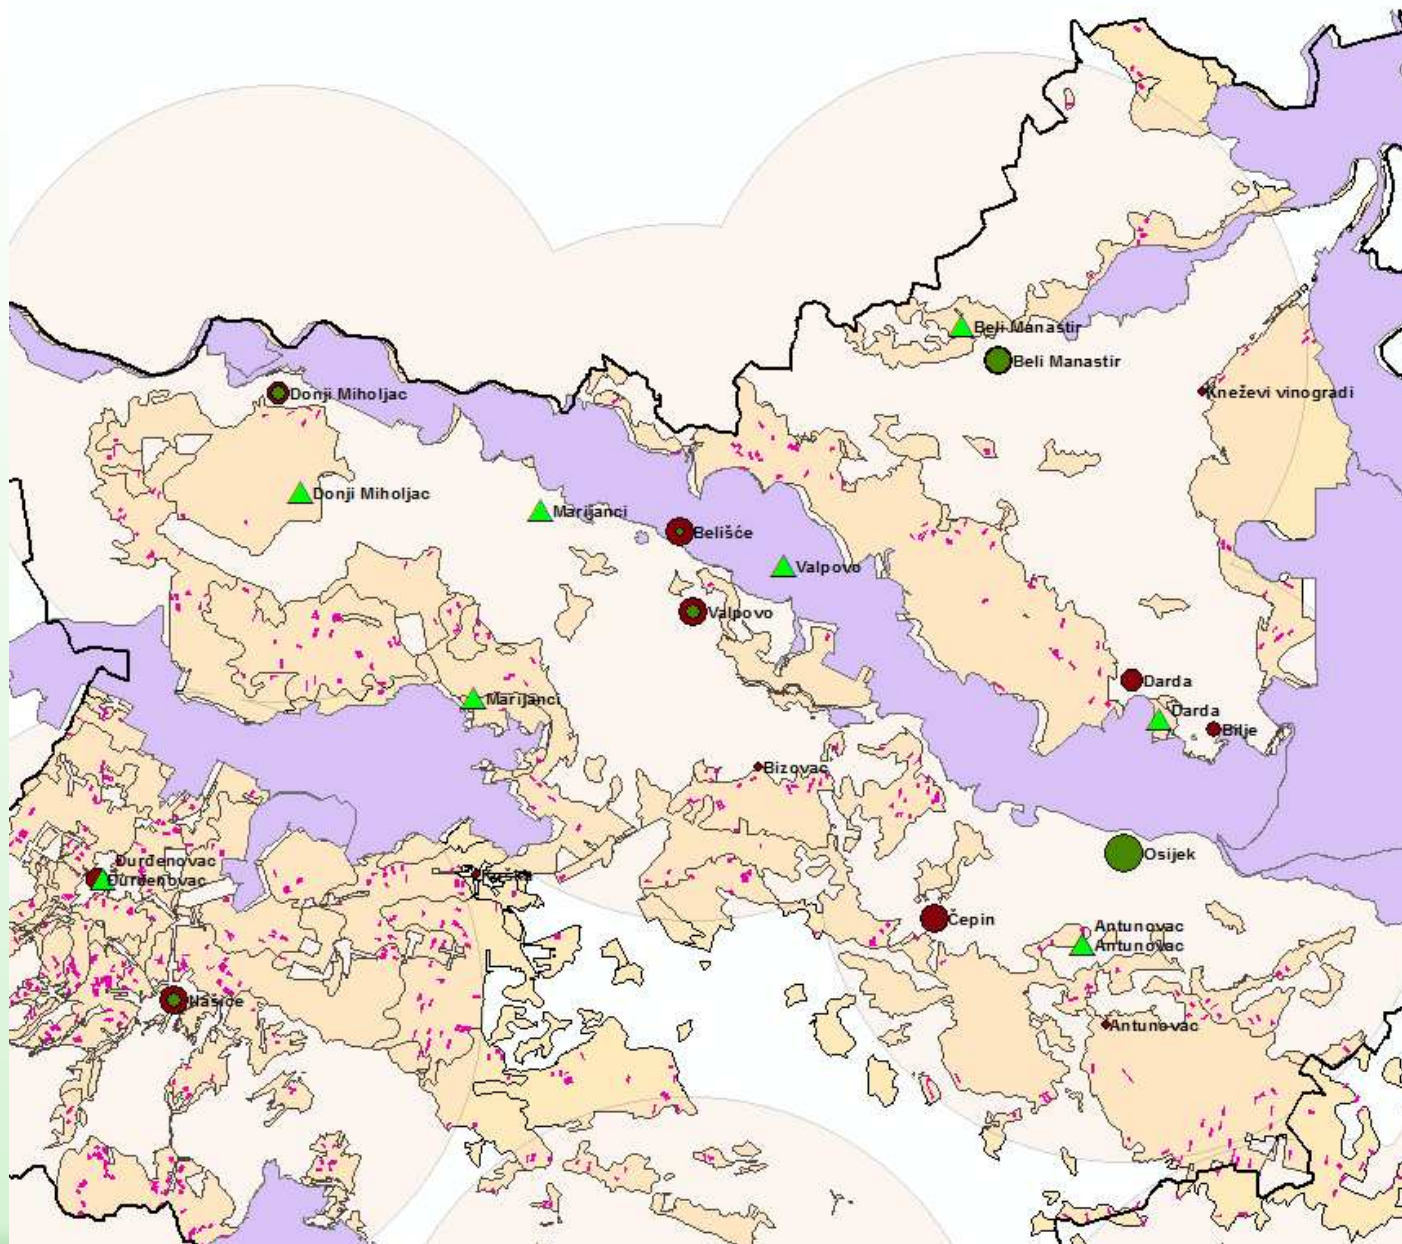 Beli Manastir
Beli Manastir
Kneževi vinogradi
Donji Miholjac
Donji Miholjac
Marijanci
Belišće
Valpovo
Valpovo
Darda
Marijanci
Darda
Bilje
Bizovac
Osijek
Đurđenovac
Đurđenovac
Čepin
Antunovac
Antunovac
Našice
Antunovac